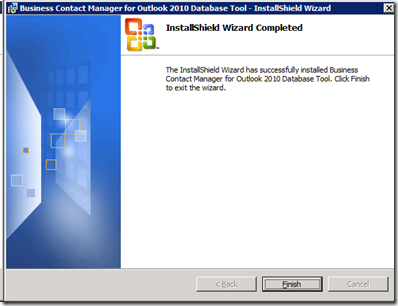 Business Contact Manager for Outlook 2010 Database Tool - InstallShield Wizard
InstallShield Wizard Completed
The InstallShield Wizard has successfully installed Business
Contact Manager for Outlook 2010 Database Tool. Click Finish
to exit the wizard.
< Back
Finish
Cancel